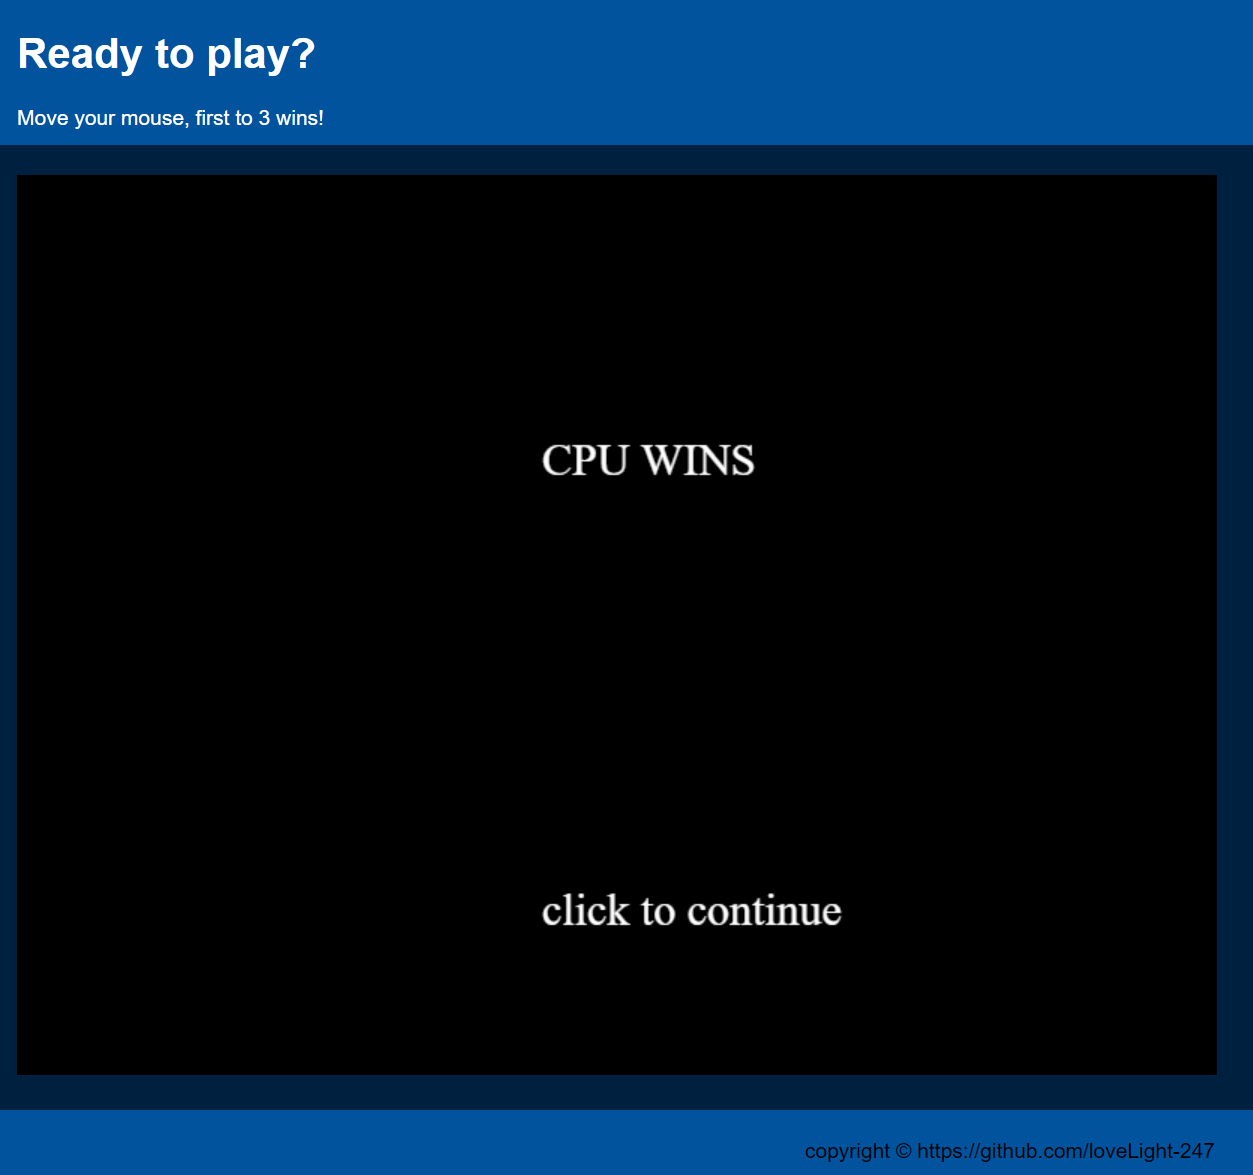 Ready to play?
Move your mouse, first to 3 wins!
CPU WINS
click to continue
copyright © https://github.com/loveLight-247